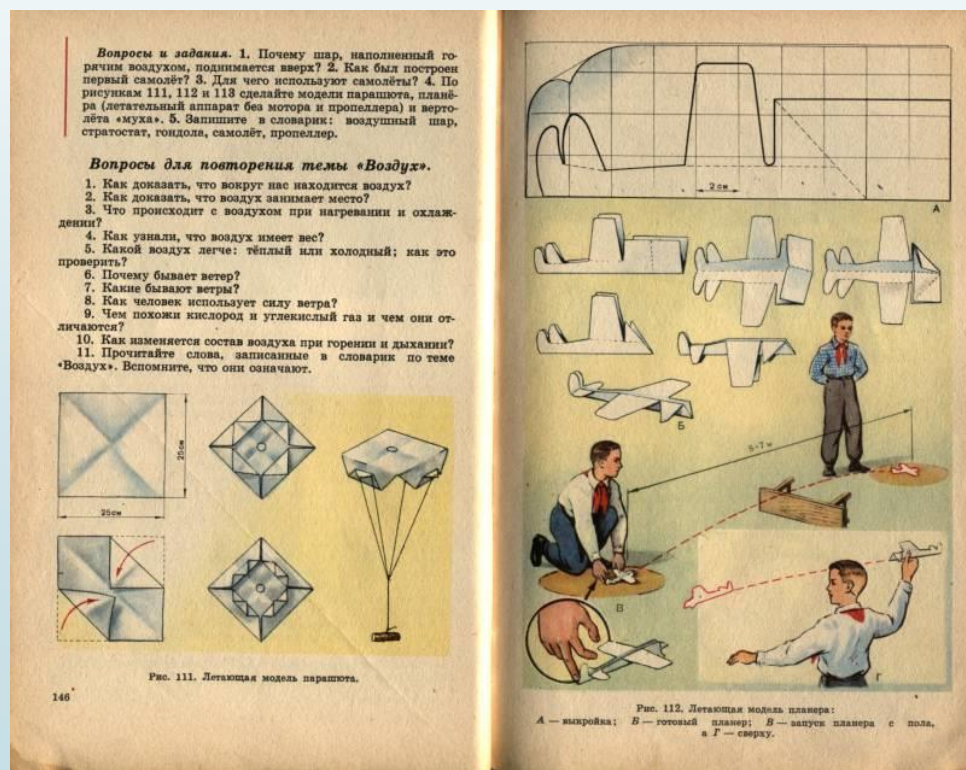 Вопросы и задания. 1. Почему шар, наполненный го-
рячим воздухом, поднимается вверх? 2. Как был построен
первый самолёт? 3. Для чего используют самолёты? 4. По
рисункам 111, 112 и 113 сделайте модели парашюта, планё-
ра (летательный аппарат без мотора и пропеллера) и верто-
лёта «муха». 5. Запишите в словарик: воздушный шар,
стратостат, гондола, самолёт, пропеллер.
Вопросы для повторения темы «Воздух».
1. Как доказать, что вокруг нас находится воздух?
2. Как доказать, что воздух занимает место?
3. Что происходит с воздухом при нагревании и охлаж-
дении?
4. Как узнали, что воздух имеет вес?
5. Какой воздух легче: тёплый или холодный; как это
проверить?
6. Почему бывает ветер?
7. Какие бывают ветры?
8. Как человек использует силу ветра?
9. Чем похожи кислород и углекислый газ и чем они от-
личаются?
10. Как изменяется состав воздуха при горении и дыхании?
11. Прочитайте слова, записанные в словарик по теме
«Воздух». Вспомните, что они означают.
25см
25см
Рис. 111. Летающая модель парашюта.
146
2 см
А
Б
5-7 м
В
Г
Рис. 112. Летающая модель планера:
А — выкройка; Б — готовый планер; В — запуск планера с пола,
а Г — сверху.